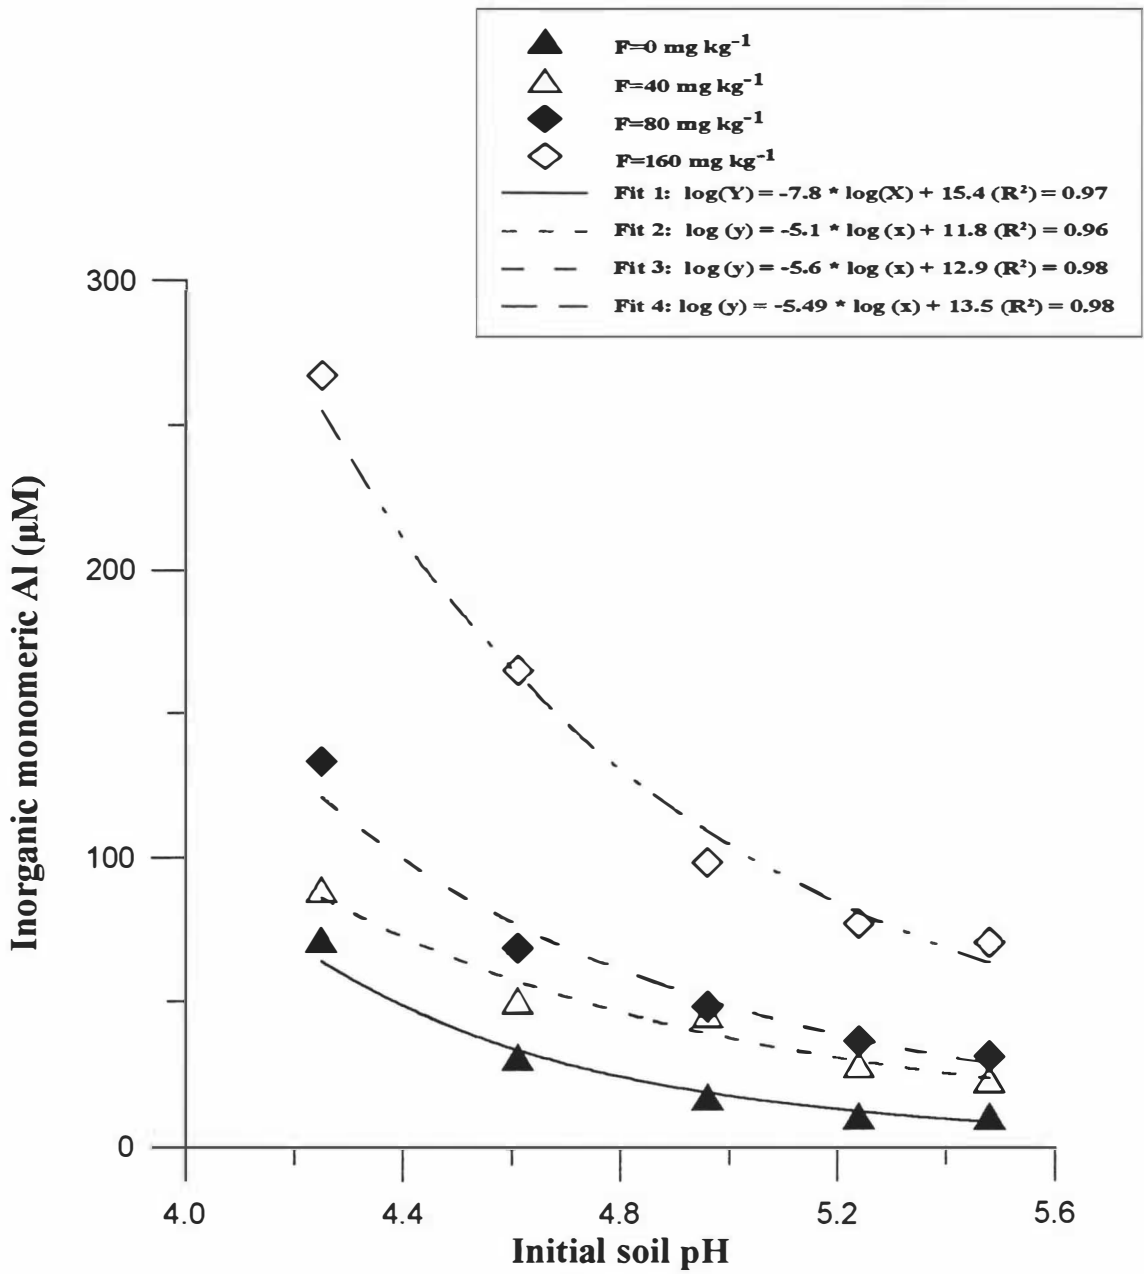 F=0 mg kg⁻¹
F=40 mg kg⁻¹
F=80 mg kg⁻¹
F=160 mg kg⁻¹
Fit 1: log(Y) = -7.8 * log(X) + 15.4 (R²) = 0.97
Fit 2: log (y) = -5.1 * log (x) + 11.8 (R²) = 0.96
Fit 3: log (y) = -5.6 * log (x) + 12.9 (R²) = 0.98
Fit 4: log (y) = -5.49 * log (x) + 13.5 (R²) = 0.98
300
200
100
0
Inorganic monomeric Al (µM)
4.0 4.4 4.8 5.2 5.6
Initial soil pH